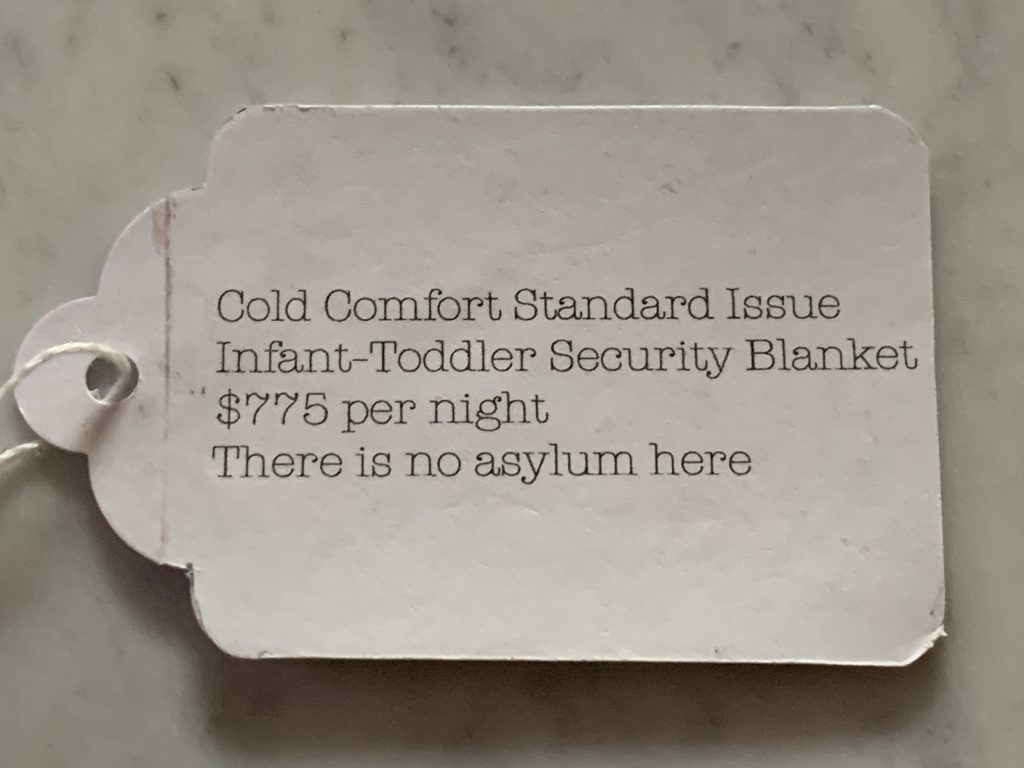 Cold Comfort Standard Issue
Infant-Toddler Security Blanket
$775 per night
There is no asylum here